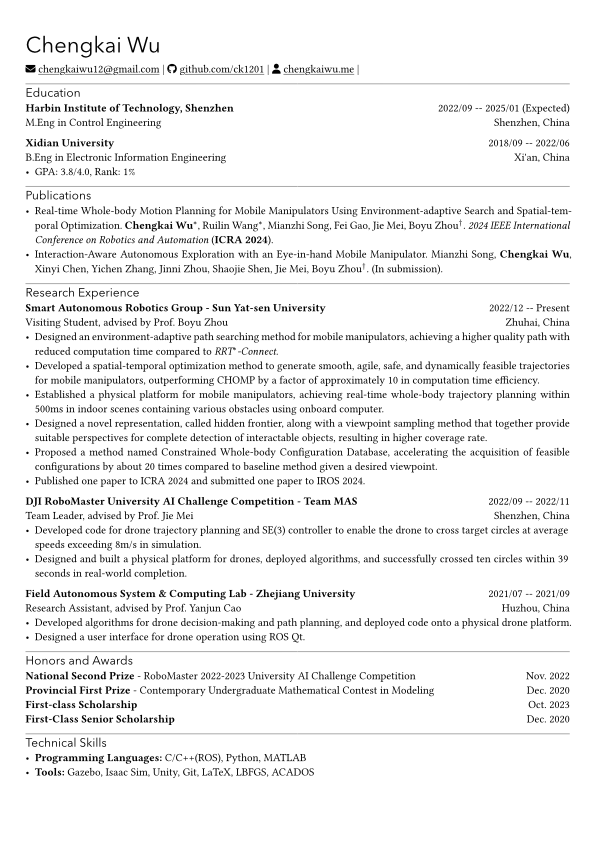 Chengkai Wu
chengkaiwu12@gmail.com | github.com/ck1201 | chengkaiwu.me |
Education
Harbin Institute of Technology, Shenzhen 2022/09 -- 2025/01 (Expected)
M.Eng in Control Engineering Shenzhen, China
Xidian University 2018/09 -- 2022/06
B.Eng in Electronic Information Engineering Xi'an, China
• GPA: 3.8/4.0, Rank: 1%
Publications
• Real-time Whole-body Motion Planning for Mobile Manipulators Using Environment-adaptive Search and Spatial-tem-
poral Optimization. Chengkai Wu*, Ruilin Wang*, Mianzhi Song, Fei Gao, Jie Mei, Boyu Zhou†. 2024 IEEE International
Conference on Robotics and Automation (ICRA 2024).
• Interaction-Aware Autonomous Exploration with an Eye-in-hand Mobile Manipulator. Mianzhi Song, Chengkai Wu,
Xinyi Chen, Yichen Zhang, Jinni Zhou, Shaojie Shen, Jie Mei, Boyu Zhou†. (In submission).
Research Experience
Smart Autonomous Robotics Group - Sun Yat-sen University 2022/12 -- Present
Visiting Student, advised by Prof. Boyu Zhou Zhuhai, China
• Designed an environment-adaptive path searching method for mobile manipulators, achieving a higher quality path with
reduced computation time compared to RRT*-Connect.
• Developed a spatial-temporal optimization method to generate smooth, agile, safe, and dynamically feasible trajectories
for mobile manipulators, outperforming CHOMP by a factor of approximately 10 in computation time efficiency.
• Established a physical platform for mobile manipulators, achieving real-time whole-body trajectory planning within
500ms in indoor scenes containing various obstacles using onboard computer.
• Designed a novel representation, called hidden frontier, along with a viewpoint sampling method that together provide
suitable perspectives for complete detection of interactable objects, resulting in higher coverage rate.
• Proposed a method named Constrained Whole-body Configuration Database, accelerating the acquisition of feasible
configurations by about 20 times compared to baseline method given a desired viewpoint.
• Published one paper to ICRA 2024 and submitted one paper to IROS 2024.
DJI RoboMaster University AI Challenge Competition - Team MAS 2022/09 -- 2022/11
Team Leader, advised by Prof. Jie Mei Shenzhen, China
• Developed code for drone trajectory planning and SE(3) controller to enable the drone to cross target circles at average
speeds exceeding 8m/s in simulation.
• Designed and built a physical platform for drones, deployed algorithms, and successfully crossed ten circles within 39
seconds in real-world completion.
Field Autonomous System & Computing Lab - Zhejiang University 2021/07 -- 2021/09
Research Assistant, advised by Prof. Yanjun Cao Huzhou, China
• Developed algorithms for drone decision-making and path planning, and deployed code onto a physical drone platform.
• Designed a user interface for drone operation using ROS Qt.
Honors and Awards
National Second Prize - RoboMaster 2022-2023 University AI Challenge Competition Nov. 2022
Provincial First Prize - Contemporary Undergraduate Mathematical Contest in Modeling Dec. 2020
First-class Scholarship Oct. 2023
First-Class Senior Scholarship Dec. 2020
Technical Skills
• Programming Languages: C/C++(ROS), Python, MATLAB
• Tools: Gazebo, Isaac Sim, Unity, Git, LaTeX, LBFGS, ACADOS